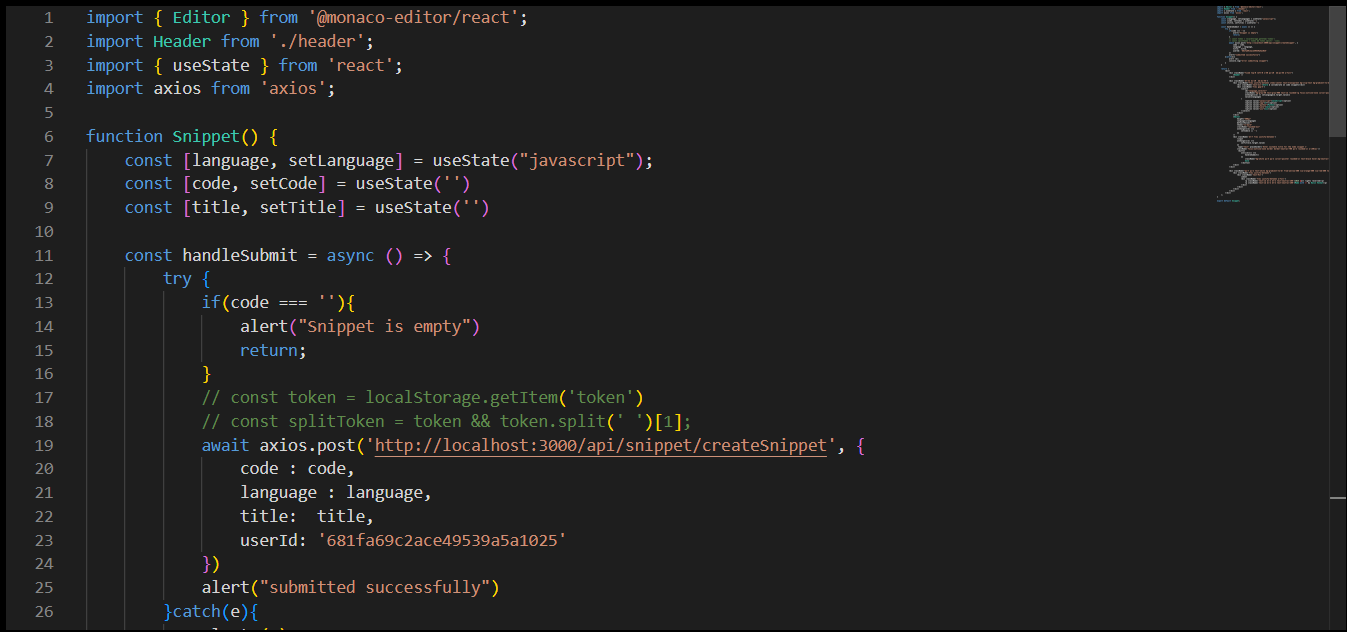 1 import { Editor } from '@monaco-editor/react';
2 import Header from './header';
3 import { useState } from 'react';
4 import axios from 'axios';
5
6 function Snippet() {
7 const [language, setLanguage] = useState("javascript");
8 const [code, setCode] = useState('')
9 const [title, setTitle] = useState('')
10
11 const handleSubmit = async () => {
12 try {
13 if(code === ''){
14 alert("Snippet is empty")
15 return;
16 }
17 // const token = localStorage.getItem('token')
18 // const splitToken = token && token.split(' ')[1];
19 await axios.post('http://localhost:3000/api/snippet/createSnippet', {
20 code : code,
21 language : language,
22 title:  title,
23 userId: '681fa69c2ace49539a5a1025'
24 })
25 alert("submitted successfully")
26 }catch(e){